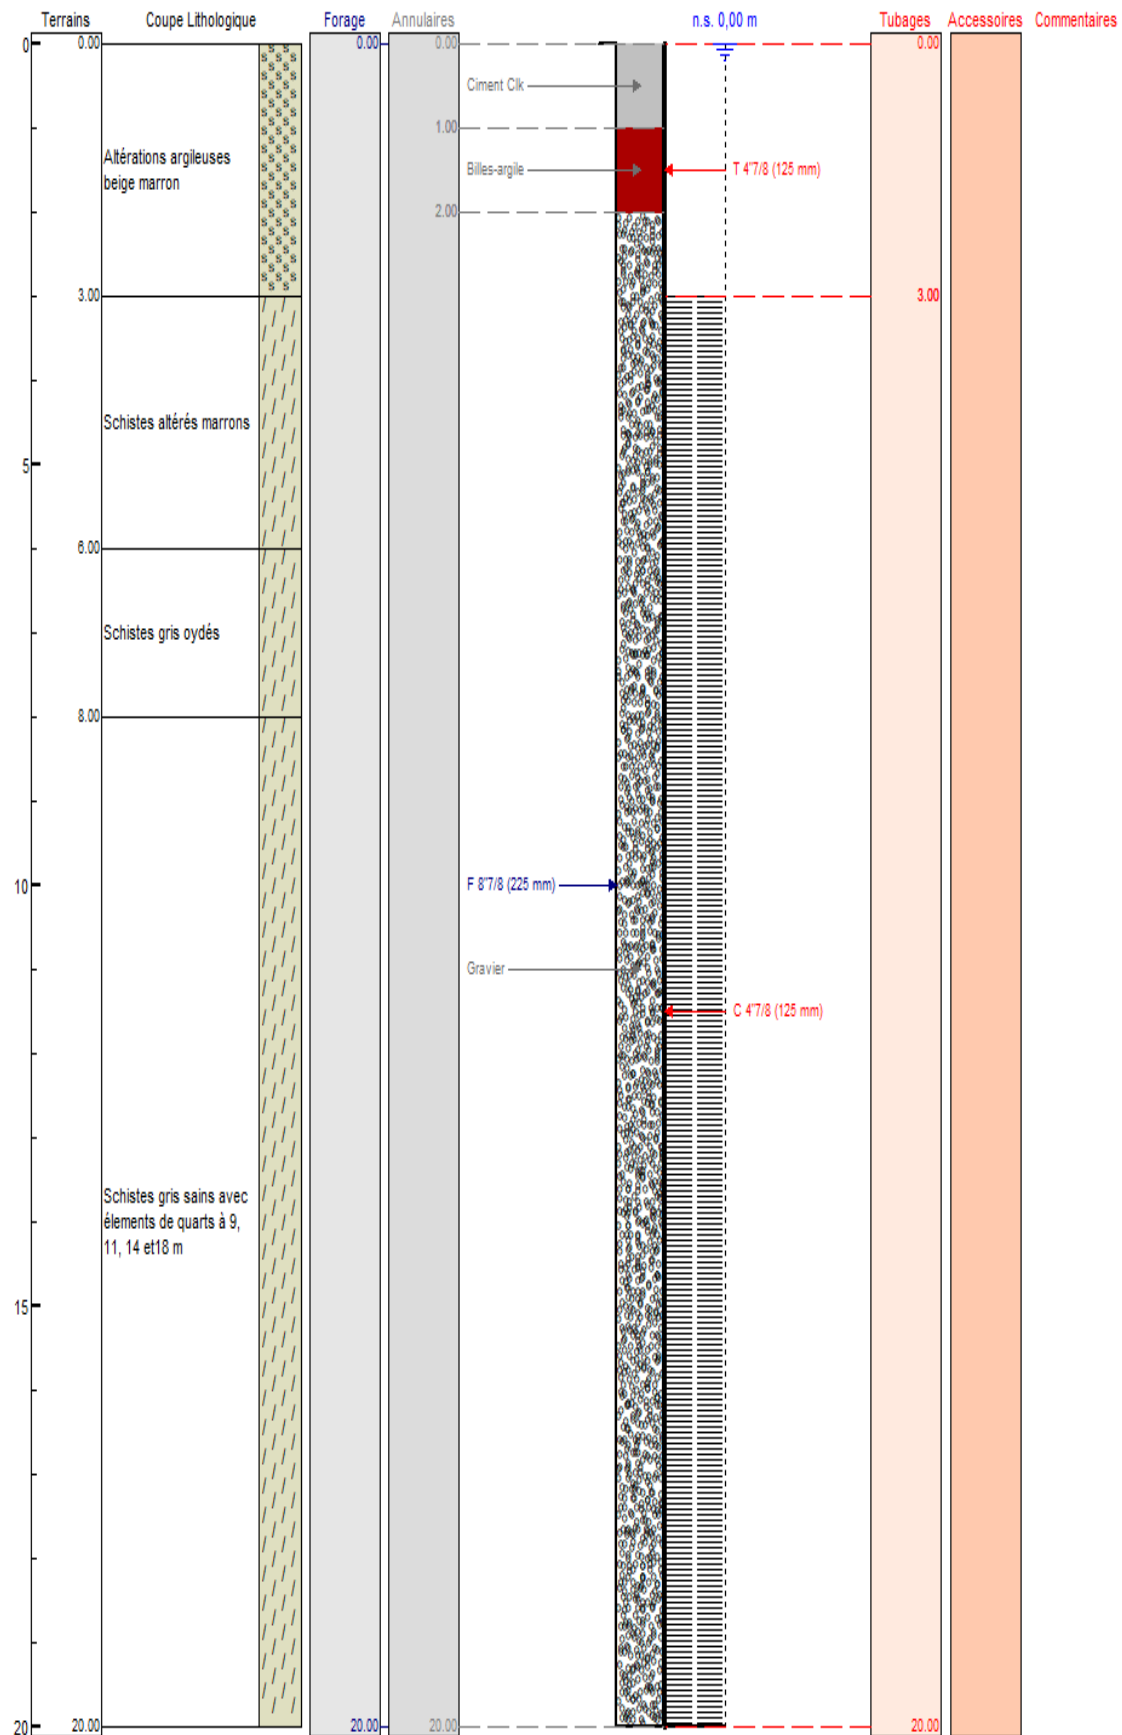 Terrains Coupe Lithologique Forage Annulaires n.s. 0,00 m Tubages Accessoires Commentaires
0 0.00 0.00 0.00 0.00
Ciment Clk
1.00
Altérations argileuses
beige marron
Billes-argile T 4"7/8 (125 mm)
2.00
3.00 3.00
Schistes altérés marrons
5
6.00
Schistes gris oydés
8.00
10 F 8"7/8 (225 mm)
Gravier
C 4"7/8 (125 mm)
Schistes gris sains avec
élements de quarts à 9,
11, 14 et18 m
15
20 20.00 20.00 20.00 20.00